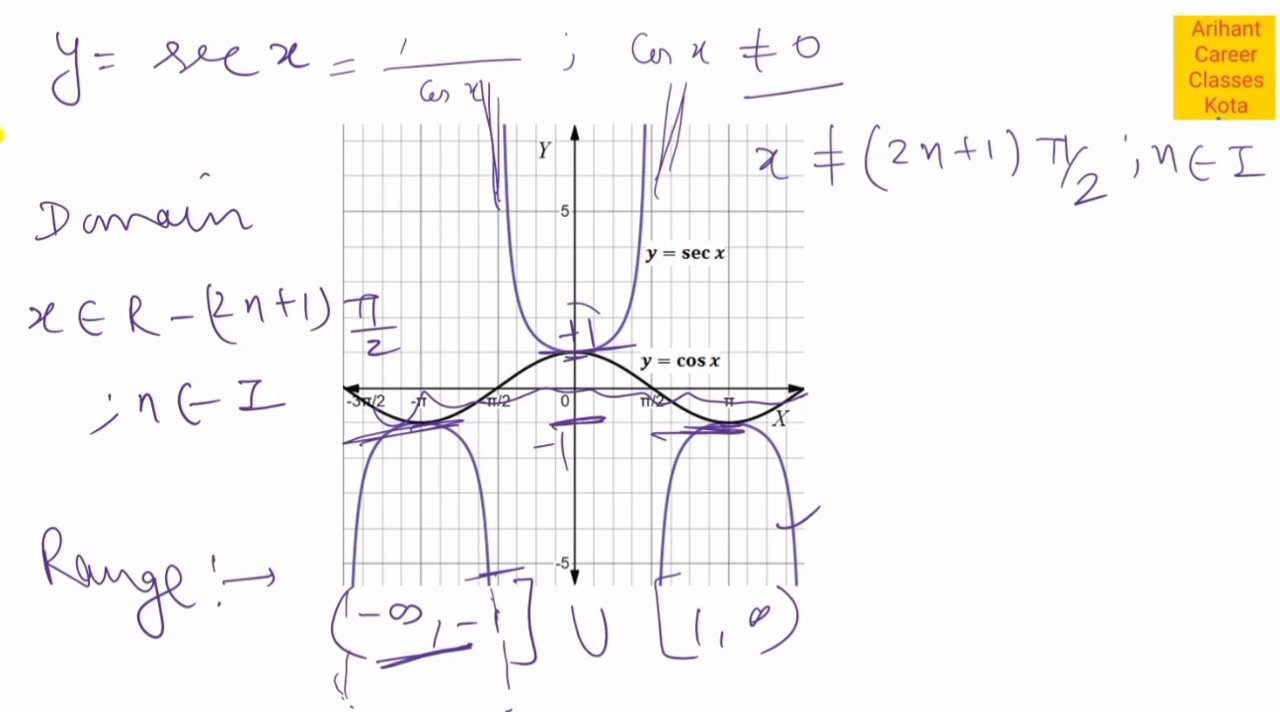 y = sec x = 1/cos x ; cos x ≠ 0
Arihant
Career
Classes
Kota
x ≠ (2n+1) π/2 ; n ∈ I
Domain
x ∈ R - (2n+1) π/2
; n ∈ I
Y
5
y = sec x
+1
y = cos x
-3π/2 -π -π/2 0 π/2 π
X
-1
-5
Range :→
(-∞, -1] ∪ [1, ∞)